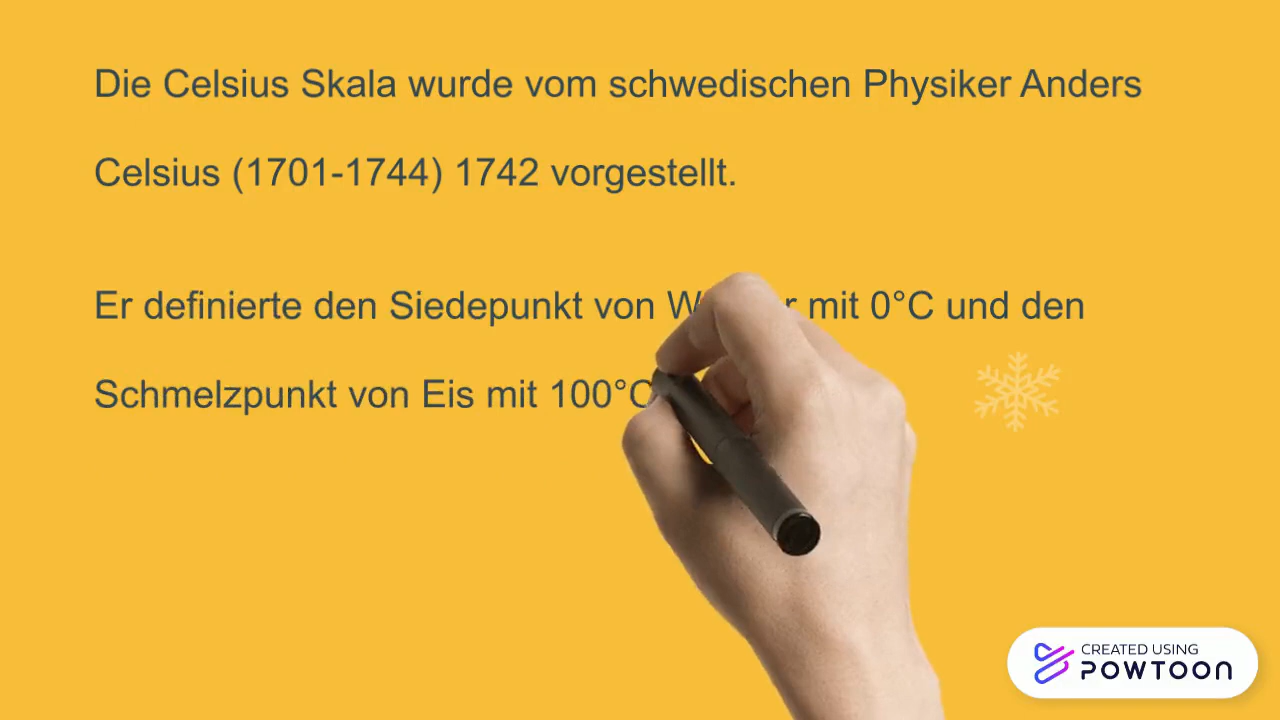 Die Celsius Skala wurde vom schwedischen Physiker Anders
Celsius (1701-1744) 1742 vorgestellt.
Er definierte den Siedepunkt von mit 0°C und den
Schmelzpunkt von Eis mit 100°C
CREATED USING
POWTOON